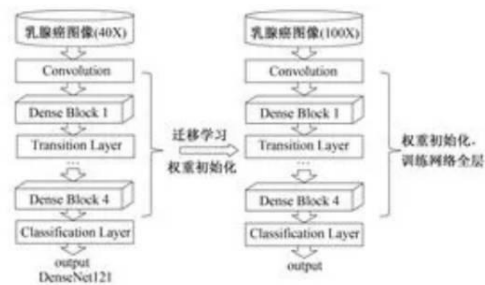 乳腺癌图像(40X)
Convolution
Dense Block 1
Transition Layer
...
Dense Block 4
Classification Layer
output
DenseNet121
迁移学习
权重初始化
乳腺癌图像(100X)
Convolution
Dense Block 1
Transition Layer
...
Dense Block 4
Classification Layer
output
权重初始化,
训练网络全层